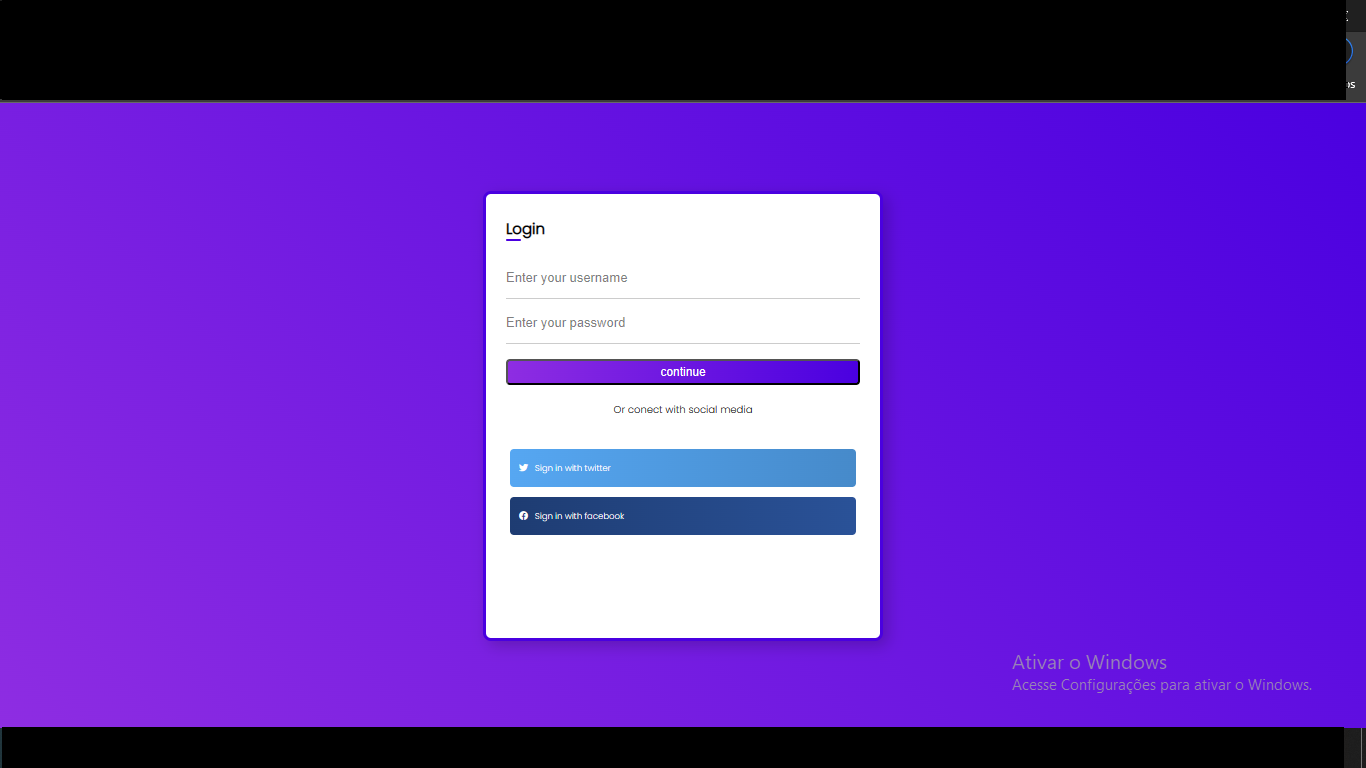 Login
Enter your username
Enter your password
continue
Or conect with social media
Sign in with twitter
Sign in with facebook
Ativar o Windows
Acesse Configurações para ativar o Windows.